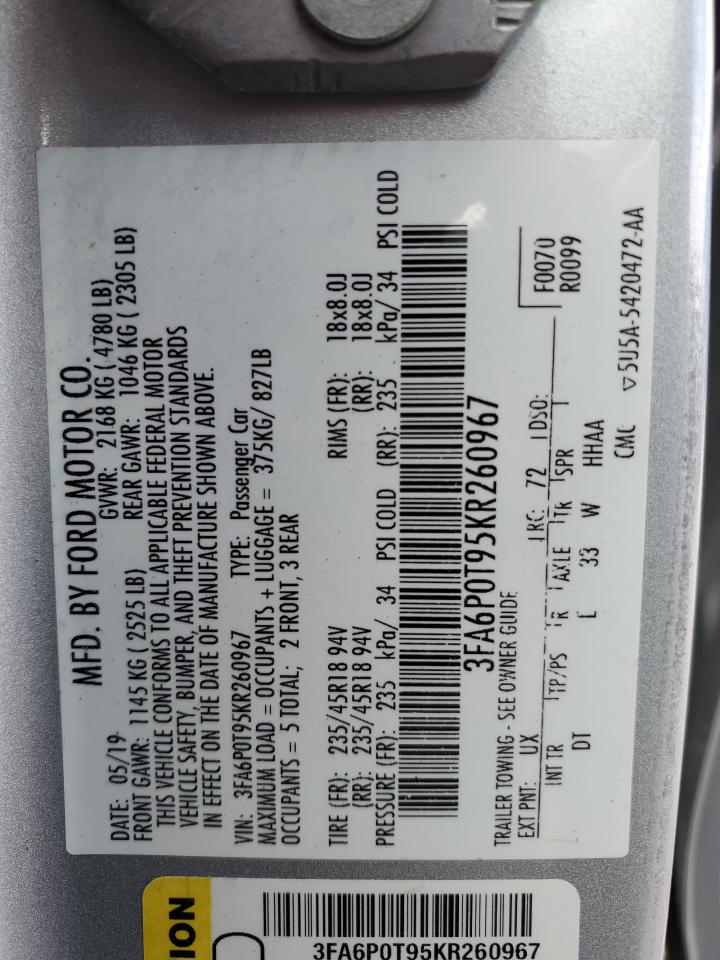 MFD. BY FORD MOTOR CO.
DATE: 05/19 GVWR: 2168 KG ( 4780 LB)
FRONT GAWR: 1145 KG ( 2525 LB) REAR GAWR: 1046 KG ( 2305 LB)
THIS VEHICLE CONFORMS TO ALL APPLICABLE FEDERAL MOTOR
VEHICLE SAFETY, BUMPER, AND THEFT PREVENTION STANDARDS
IN EFFECT ON THE DATE OF MANUFACTURE SHOWN ABOVE.
VIN: 3FA6P0T95KR260967 TYPE: Passenger Car
MAXIMUM LOAD = OCCUPANTS + LUGGAGE = 375KG/ 827LB
OCCUPANTS = 5 TOTAL; 2 FRONT, 3 REAR
TIRE (FR): 235/45R18 94V RIMS (FR): 18x8.0J
(RR): 235/45R18 94V (RR): 18x8.0J
PRESSURE (FR): 235 kPa/ 34 PSI COLD (RR): 235 kPa/ 34 PSI COLD
3FA6P0T95KR260967
TRAILER TOWING - SEE OWNER GUIDE
EXT PNT: UX RC: 72 DSO: F0070
R0099
INT TR TP/PS R AXLE TR SPR
DT L 33 W HHAA
CMC ▽5U5A-5420472-AA
ION
3FA6P0T95KR260967